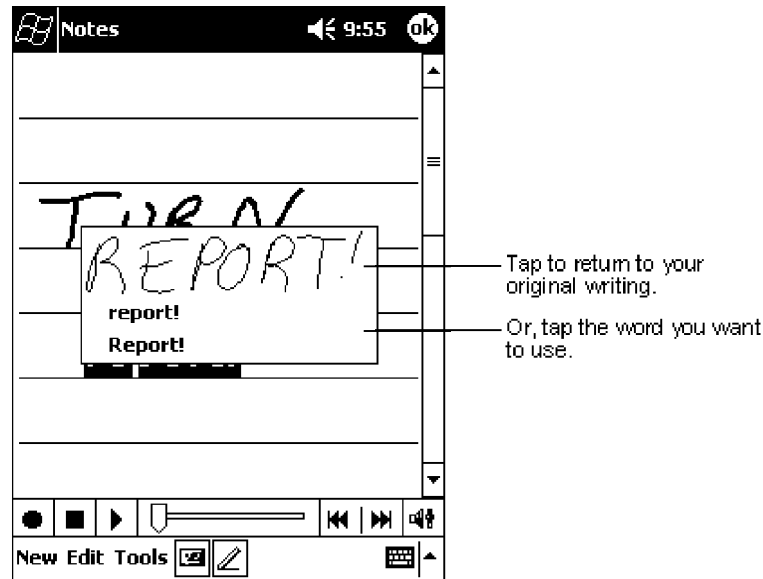 Notes 9:55 ok
TURN
REPORT!
report!
Report!
Tap to return to your
original writing.
Or, tap the word you want
to use.
New Edit Tools